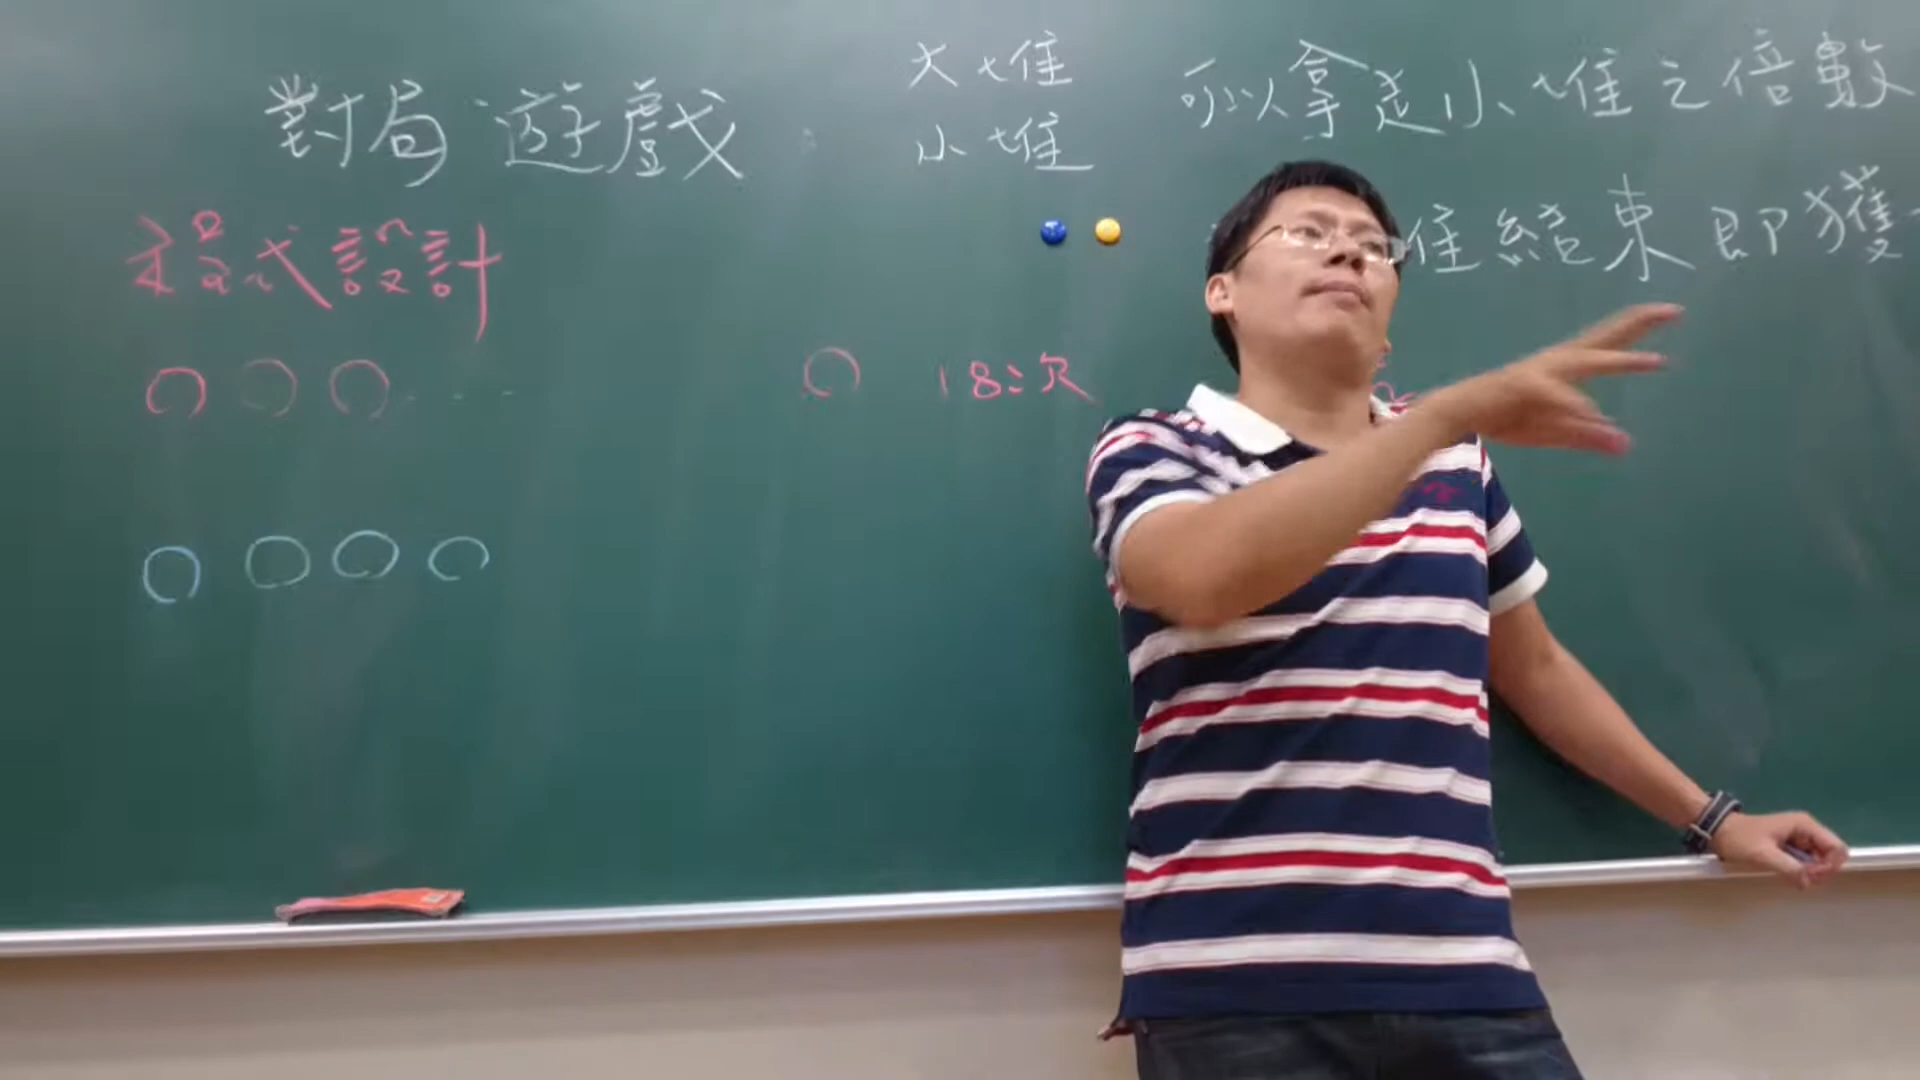 對局遊戲
大堆
小堆
可以拿走小堆之倍數
堆結束即獲
程式設計
18次